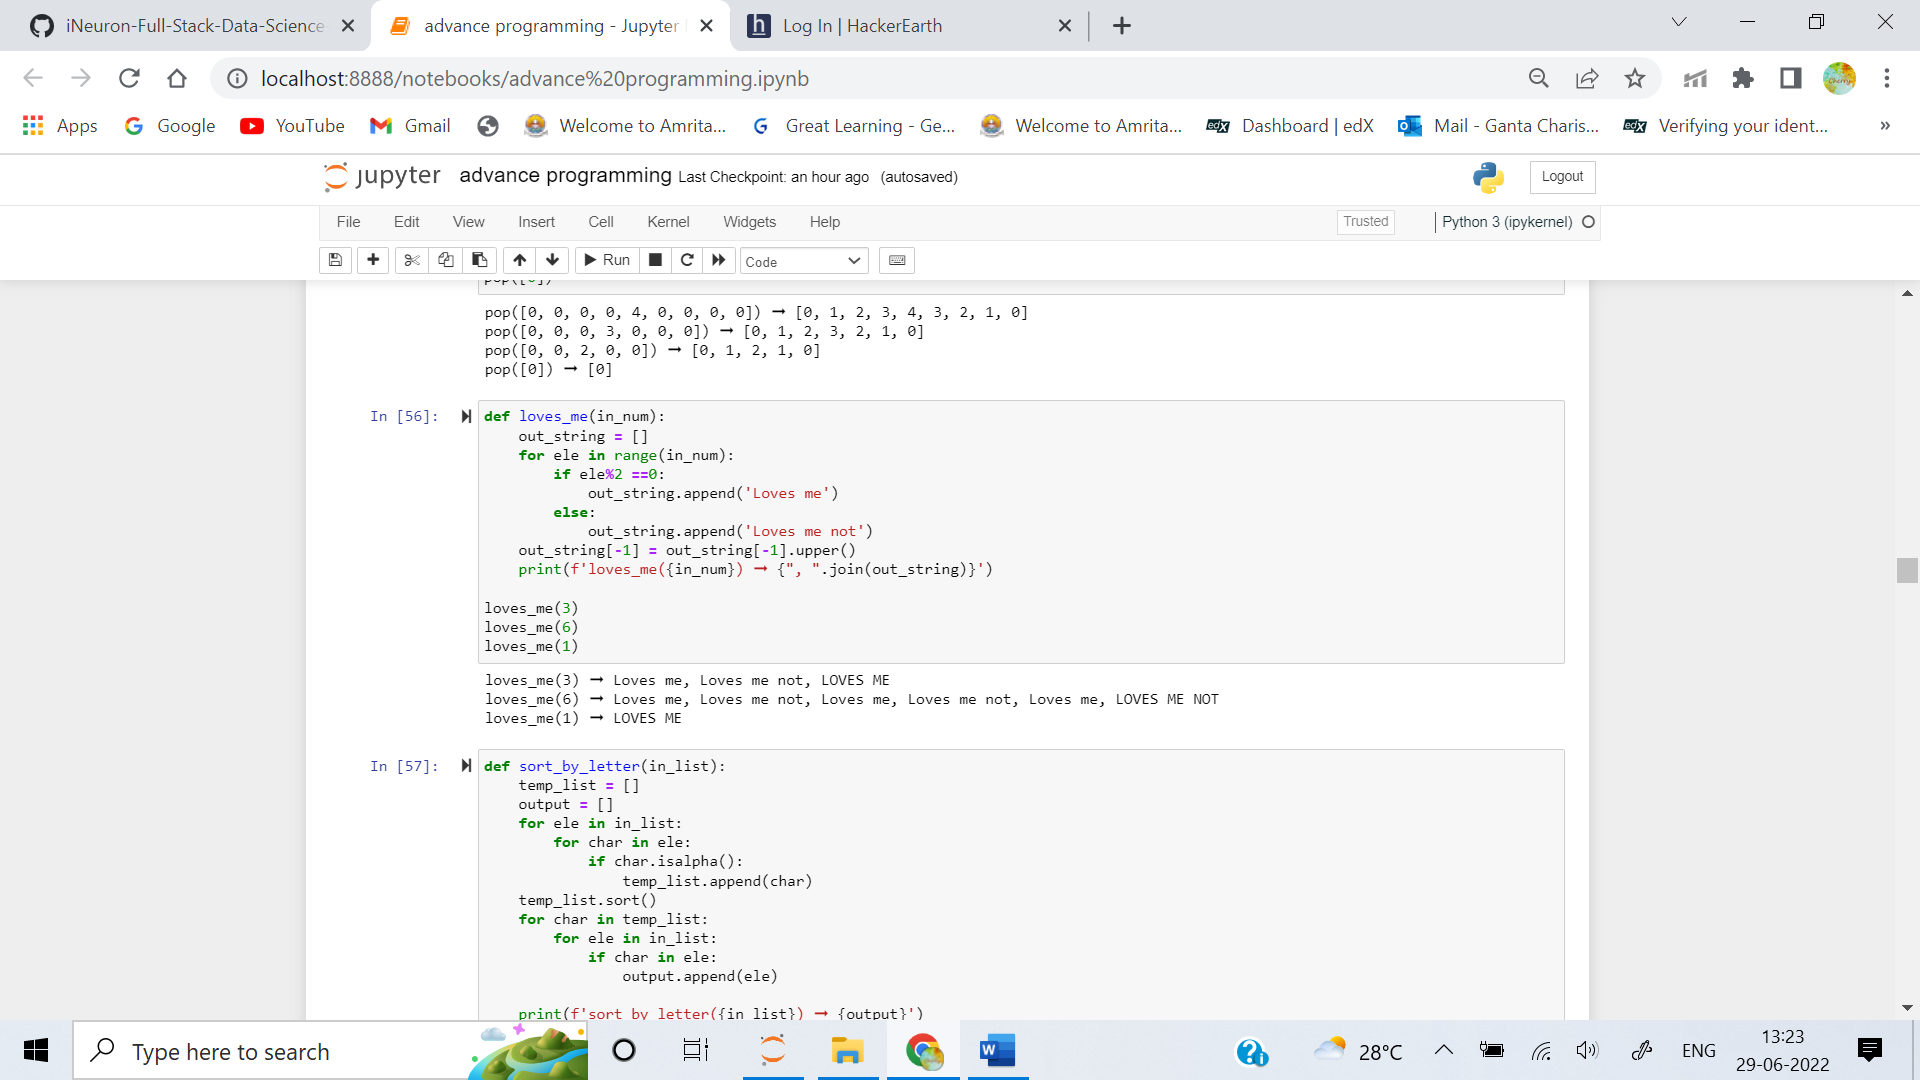 iNeuron-Full-Stack-Data-Science
advance programming - Jupyter
Log In | HackerEarth
localhost:8888/notebooks/advance%20programming.ipynb
Apps Google YouTube Gmail Welcome to Amrita... Great Learning - Ge... Welcome to Amrita... Dashboard | edX Mail - Ganta Charis... Verifying your ident... »
jupyter advance programming Last Checkpoint: an hour ago (autosaved) Logout
File Edit View Insert Cell Kernel Widgets Help Trusted Python 3 (ipykernel)
Run Code
pop([0, 0, 0, 0, 4, 0, 0, 0, 0]) ➞ [0, 1, 2, 3, 4, 3, 2, 1, 0]
pop([0, 0, 0, 3, 0, 0, 0]) ➞ [0, 1, 2, 3, 2, 1, 0]
pop([0, 0, 2, 0, 0]) ➞ [0, 1, 2, 1, 0]
pop([0]) ➞ [0]
In [56]: def loves_me(in_num):
    out_string = []
    for ele in range(in_num):
        if ele%2 ==0:
            out_string.append('Loves me')
        else:
            out_string.append('Loves me not')
    out_string[-1] = out_string[-1].upper()
    print(f'loves_me({in_num}) ➞ {", ".join(out_string)}')
loves_me(3)
loves_me(6)
loves_me(1)
loves_me(3) ➞ Loves me, Loves me not, LOVES ME
loves_me(6) ➞ Loves me, Loves me not, Loves me, Loves me not, Loves me, LOVES ME NOT
loves_me(1) ➞ LOVES ME
In [57]: def sort_by_letter(in_list):
    temp_list = []
    output = []
    for ele in in_list:
        for char in ele:
            if char.isalpha():
                temp_list.append(char)
    temp_list.sort()
    for char in temp_list:
        for ele in in_list:
            if char in ele:
                output.append(ele)
    print(f'sort_by_letter({in_list}) ➞ {output}')
Type here to search
28°C
ENG
13:23
29-06-2022